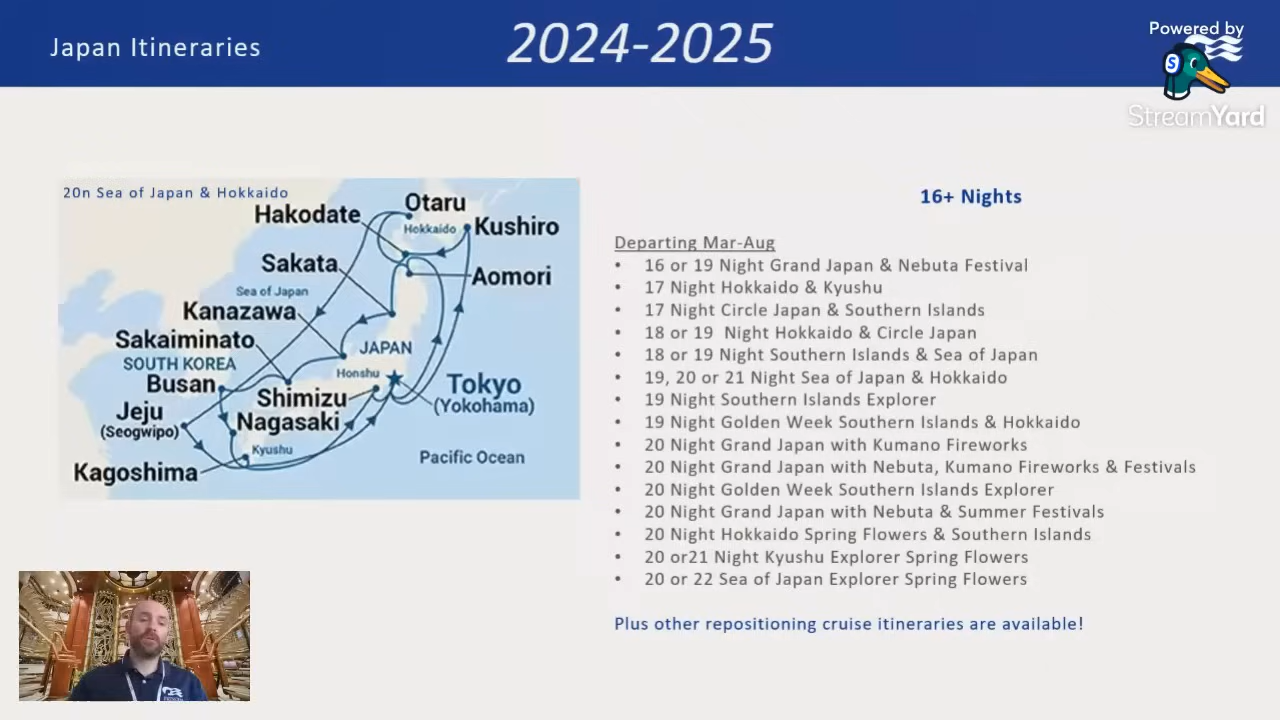 Japan Itineraries
2024-2025
Powered by
S
StreamYard
20n Sea of Japan & Hokkaido
Otaru
Hakodate
Hokkaido
Kushiro
Sakata
Aomori
Sea of Japan
Kanazawa
Sakaiminato
JAPAN
SOUTH KOREA
Honshu
Busan
Tokyo
(Yokohama)
Shimizu
Jeju
(Seogwipo)
Nagasaki
Kyushu
Pacific Ocean
Kagoshima
16+ Nights
Departing Mar-Aug
• 16 or 19 Night Grand Japan & Nebuta Festival
• 17 Night Hokkaido & Kyushu
• 17 Night Circle Japan & Southern Islands
• 18 or 19 Night Hokkaido & Circle Japan
• 18 or 19 Night Southern Islands & Sea of Japan
• 19, 20 or 21 Night Sea of Japan & Hokkaido
• 19 Night Southern Islands Explorer
• 19 Night Golden Week Southern Islands & Hokkaido
• 20 Night Grand Japan with Kumano Fireworks
• 20 Night Grand Japan with Nebuta, Kumano Fireworks & Festivals
• 20 Night Golden Week Southern Islands Explorer
• 20 Night Grand Japan with Nebuta & Summer Festivals
• 20 Night Hokkaido Spring Flowers & Southern Islands
• 20 or21 Night Kyushu Explorer Spring Flowers
• 20 or 22 Sea of Japan Explorer Spring Flowers
Plus other repositioning cruise itineraries are available!